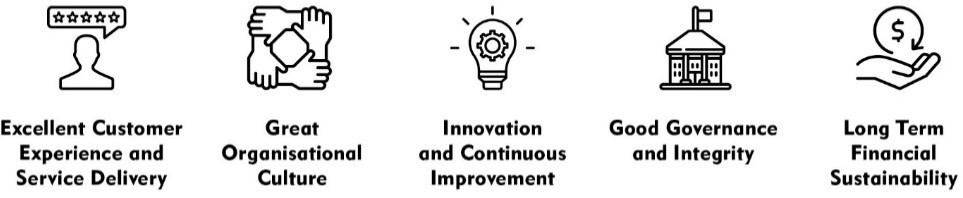 Excellent Customer
Experience and
Service Delivery
Great
Organisational
Culture
Innovation
and Continuous
Improvement
Good Governance
and Integrity
Long Term
Financial
Sustainability
$